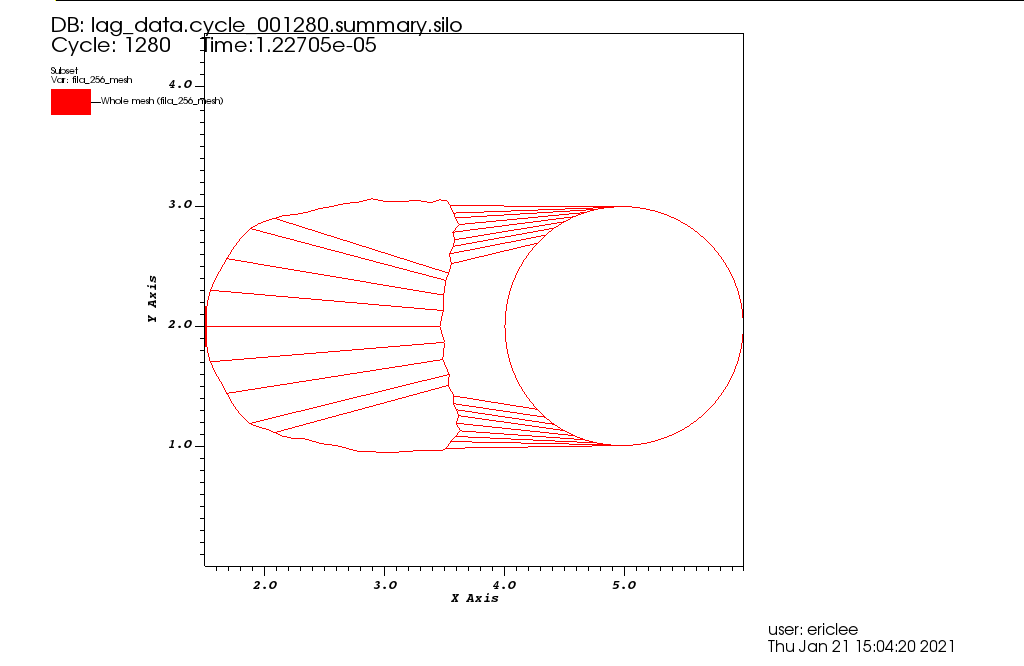 DB: lag_data.cycle_001280.summary.silo
Cycle: 1280 Time:1.22705e-05
Subset
Var: fila_256_mesh
Whole mesh (fila_256_mesh)
4.0
3.0
2.0
1.0
Y Axis
2.0 3.0 4.0 5.0
X Axis
user: ericlee
Thu Jan 21 15:04:20 2021